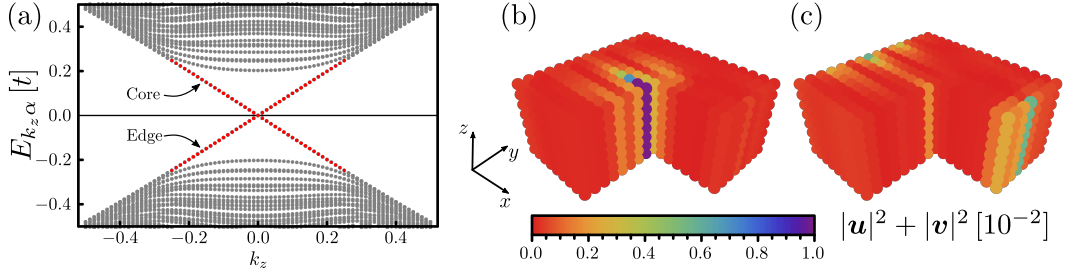 (a)
0.4
0.2
0.0
−0.2
−0.4
E_{k_z α} [t]
Core
Edge
−0.4 −0.2 0.0 0.2 0.4
k_z
(b)
z
y
x
0.0 0.2 0.4 0.6 0.8 1.0
(c)
|u|^2 + |v|^2 [10^{-2}]